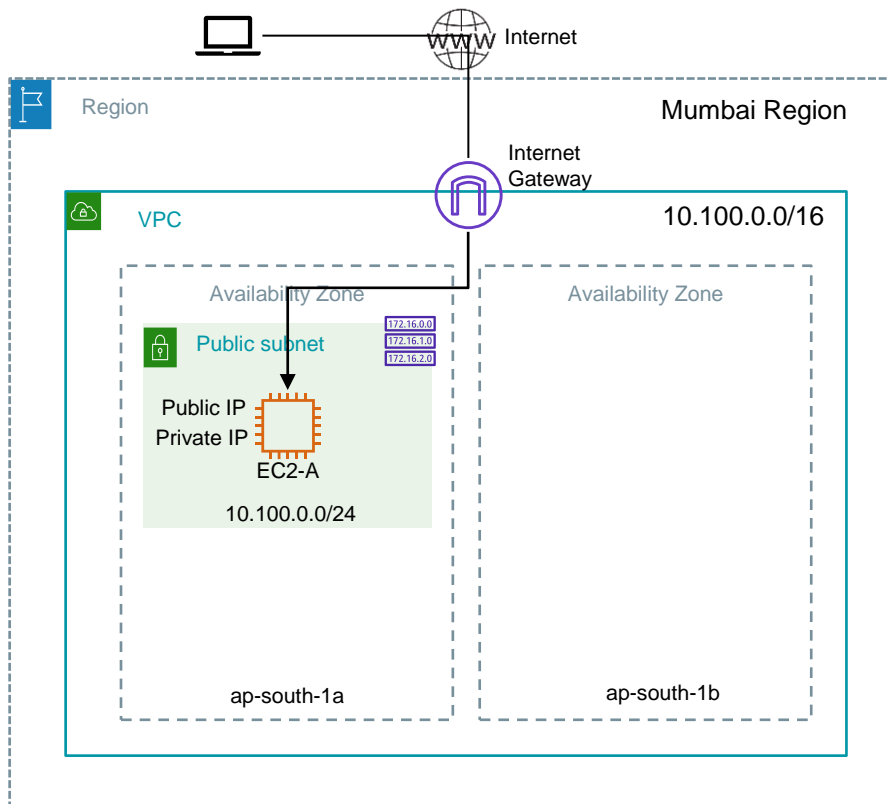 WWW
Internet
Region
Mumbai Region
Internet
Gateway
VPC
10.100.0.0/16
Availability Zone
Availability Zone
172.16.0.0
172.16.1.0
172.16.2.0
Public subnet
Public IP
Private IP
EC2-A
10.100.0.0/24
ap-south-1a
ap-south-1b